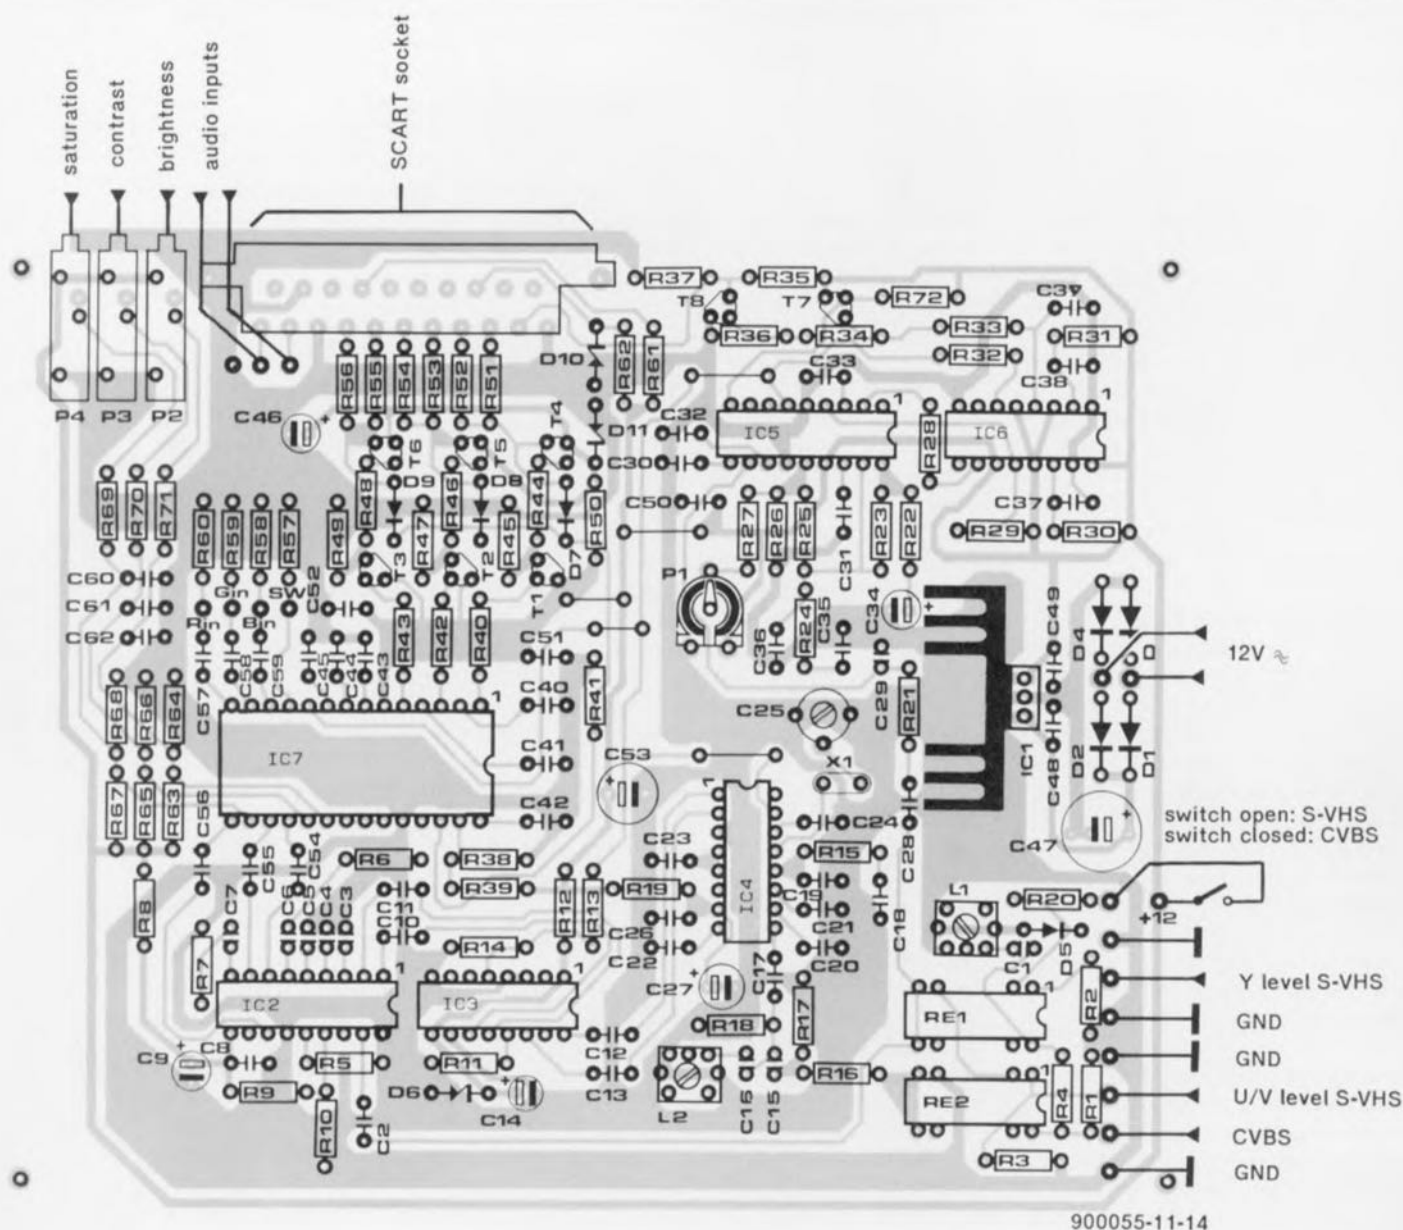 saturation
contrast
brightness
audio inputs
SCART socket
P4 P3 P2
R37 R35 R72 C37
T8 T7
R36 R34 R33 R31
R32
C33 C38
D10 R62 R61
R56 R55 R54 R53 R52 R51
C46
T4
D11
C32 IC5 1 R28 IC6 1
T6 T5
C30
R69 R70 R71
R60 R59 R58 R57
R49 R48 D9 R47 R46 D8 R45 R44 D7 R50
C50
R27 R26 R25 C31 R23 R22
C37
R29 R30
T3 T2 T1
C60
C61
C62
Gin SW C52
Rin Bin
P1
R24 C35 C34
C36
C49
D4 D
12V ≈
R43 R42 R40
C51
C57 C58 C59 C45 C44 C43
R68 R66 R64
C40
R41
C25
C29 R21
IC7 1
C41
C53
X1
IC1 C48
D2 D1
R67 R65 R63
C56
C42
C47
switch open: S-VHS
switch closed: CVBS
C55 C54
R6 R38
C23
IC4 1
C24
R15
C28
R8
C7 C6 C5 C4 C3
C11
C10
R39
R12 R13
R19
C19
C18
L1
R20
+12
R7
R14
C26
C22
C21
C20
C1
D5
IC2 1
IC3 1
C27
C17
R17
RE1 1
R2
Y level S-VHS
R18
GND
C9 C8
R5 R11
C12
C13
L2
C16 C15
R16
GND
R9
D6
C14
RE2 1
R4 R1
U/V level S-VHS
R10
C2
CVBS
R3
GND
900055-11-14